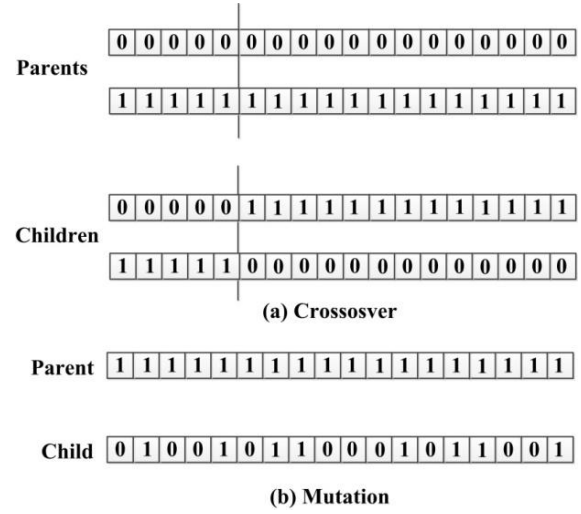 0 0 0 0 0 0 0 0 0 0 0 0 0 0 0 0 0 0
Parents
1 1 1 1 1 1 1 1 1 1 1 1 1 1 1 1 1 1
0 0 0 0 0 1 1 1 1 1 1 1 1 1 1 1 1 1
Children
1 1 1 1 1 0 0 0 0 0 0 0 0 0 0 0 0 0
(a) Crossosver
Parent 1 1 1 1 1 1 1 1 1 1 1 1 1 1 1 1 1 1
Child 0 1 0 0 1 0 1 1 0 0 0 1 0 1 1 0 0 1
(b) Mutation